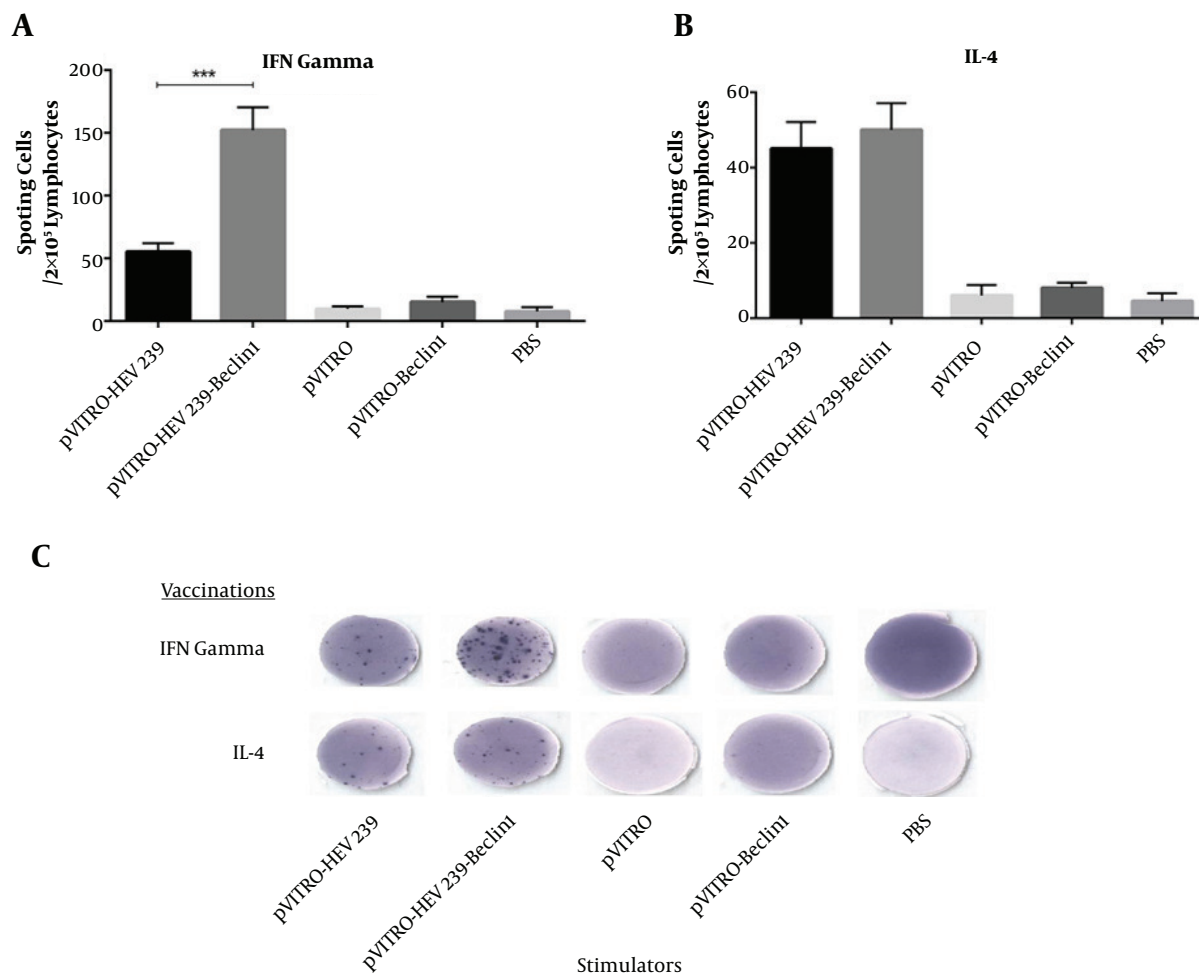 A
IFN Gamma
***
200
150
100
50
0
Spoting Cells
/2×10⁵ Lymphocytes
pVITRO-HEV 239
pVITRO-HEV 239-Beclin1
pVITRO
pVITRO-Beclin1
PBS
B
IL-4
60
40
20
0
Spoting Cells
/2×10⁵ Lymphocytes
pVITRO-HEV 239
pVITRO-HEV 239-Beclin1
pVITRO
pVITRO-Beclin1
PBS
C
Vaccinations
IFN Gamma
IL-4
pVITRO-HEV 239
pVITRO-HEV 239-Beclin1
pVITRO
pVITRO-Beclin1
PBS
Stimulators